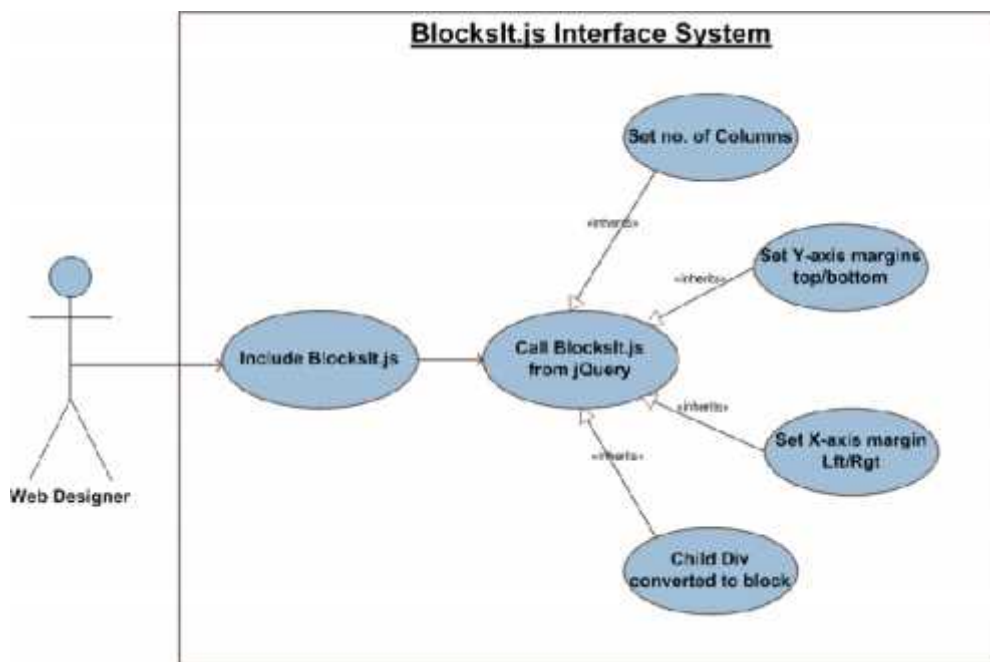 BlocksIt.js Interface System
Set no. of Columns
«inherits»
Set Y-axis margins
top/bottom
«inherits»
Include BlocksIt.js
Call BlocksIt.js
from jQuery
«inherits»
Set X-axis margin
Lft/Rgt
«inherits»
Web Designer
Child Div
converted to block